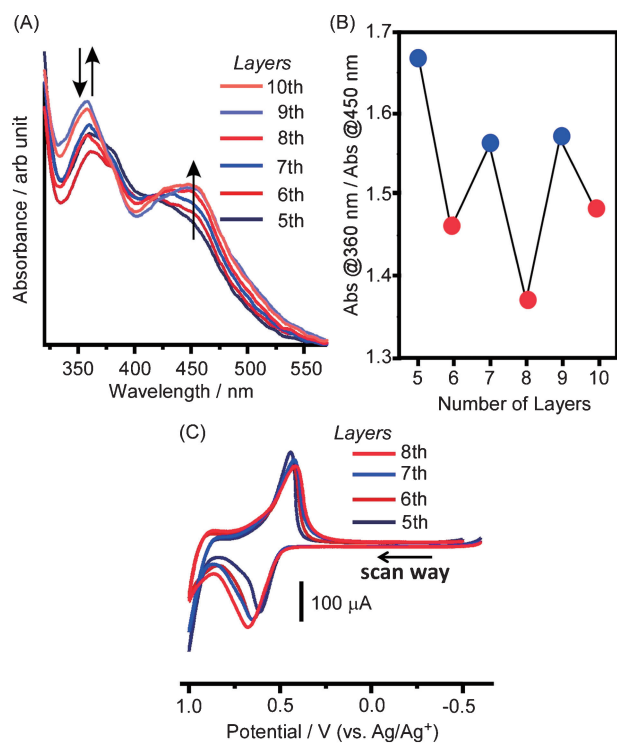 (A)
Layers
10th
9th
8th
7th
6th
5th
Absorbance / arb unit
350 400 450 500 550
Wavelength / nm
(B)
1.7
1.6
1.5
1.4
1.3
Abs @360 nm / Abs @450 nm
5 6 7 8 9 10
Number of Layers
(C)
Layers
8th
7th
6th
5th
scan way
100 μA
1.0 0.5 0.0 -0.5
Potential / V (vs. Ag/Ag⁺)